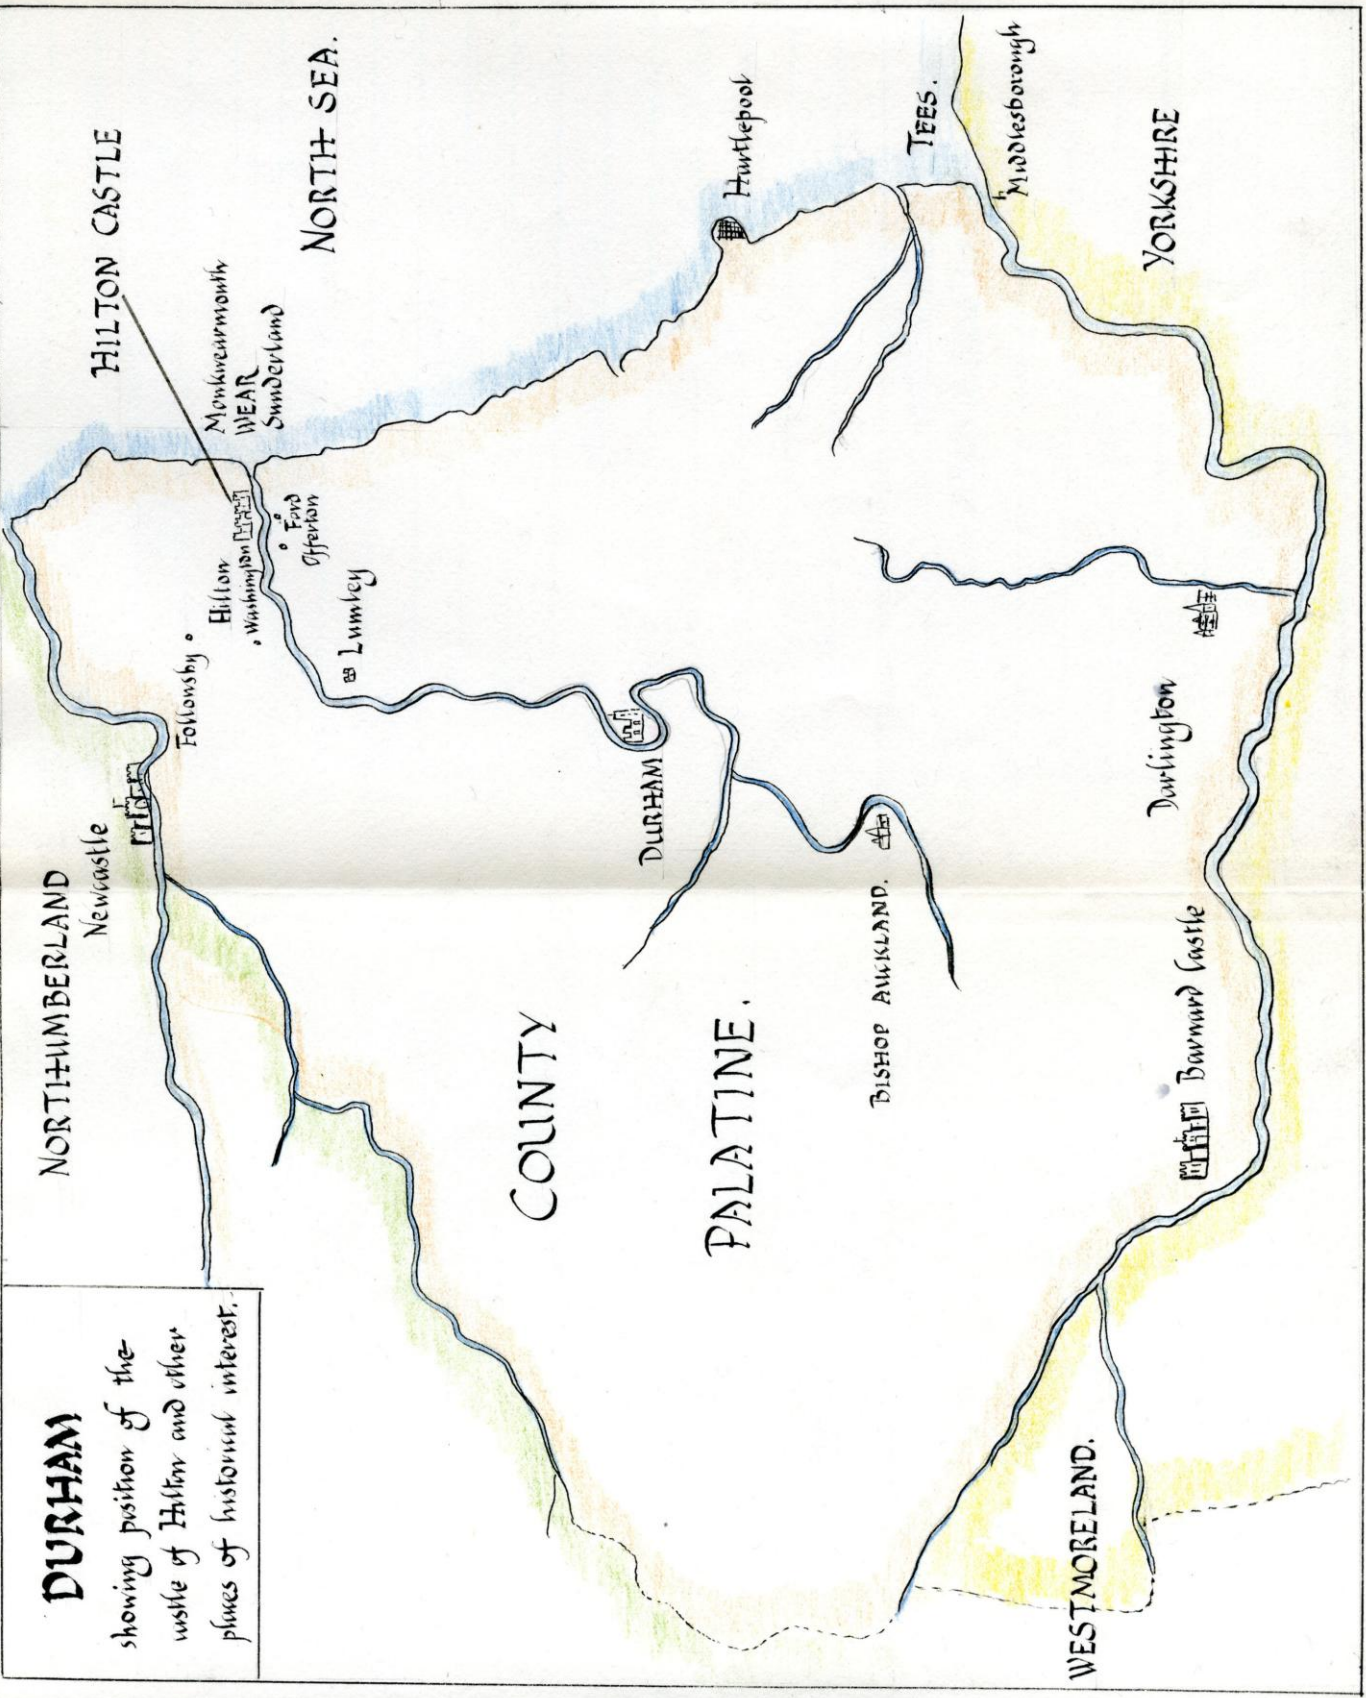 DURHAM
showing position of the
castle of Hilton and other
places of historical interest.
NORTHUMBERLAND
Newcastle
Followsby
HILTON CASTLE
Hilton
Washington
Monkwearmouth
WEAR
Sunderland
Ford
Offerton
Lumley
NORTH SEA.
COUNTY
PALATINE.
DURHAM
BISHOP AUCKLAND.
Hartlepool
TEES.
Middlesborough
YORKSHIRE
Darlington
Barnard Castle
WESTMORELAND.